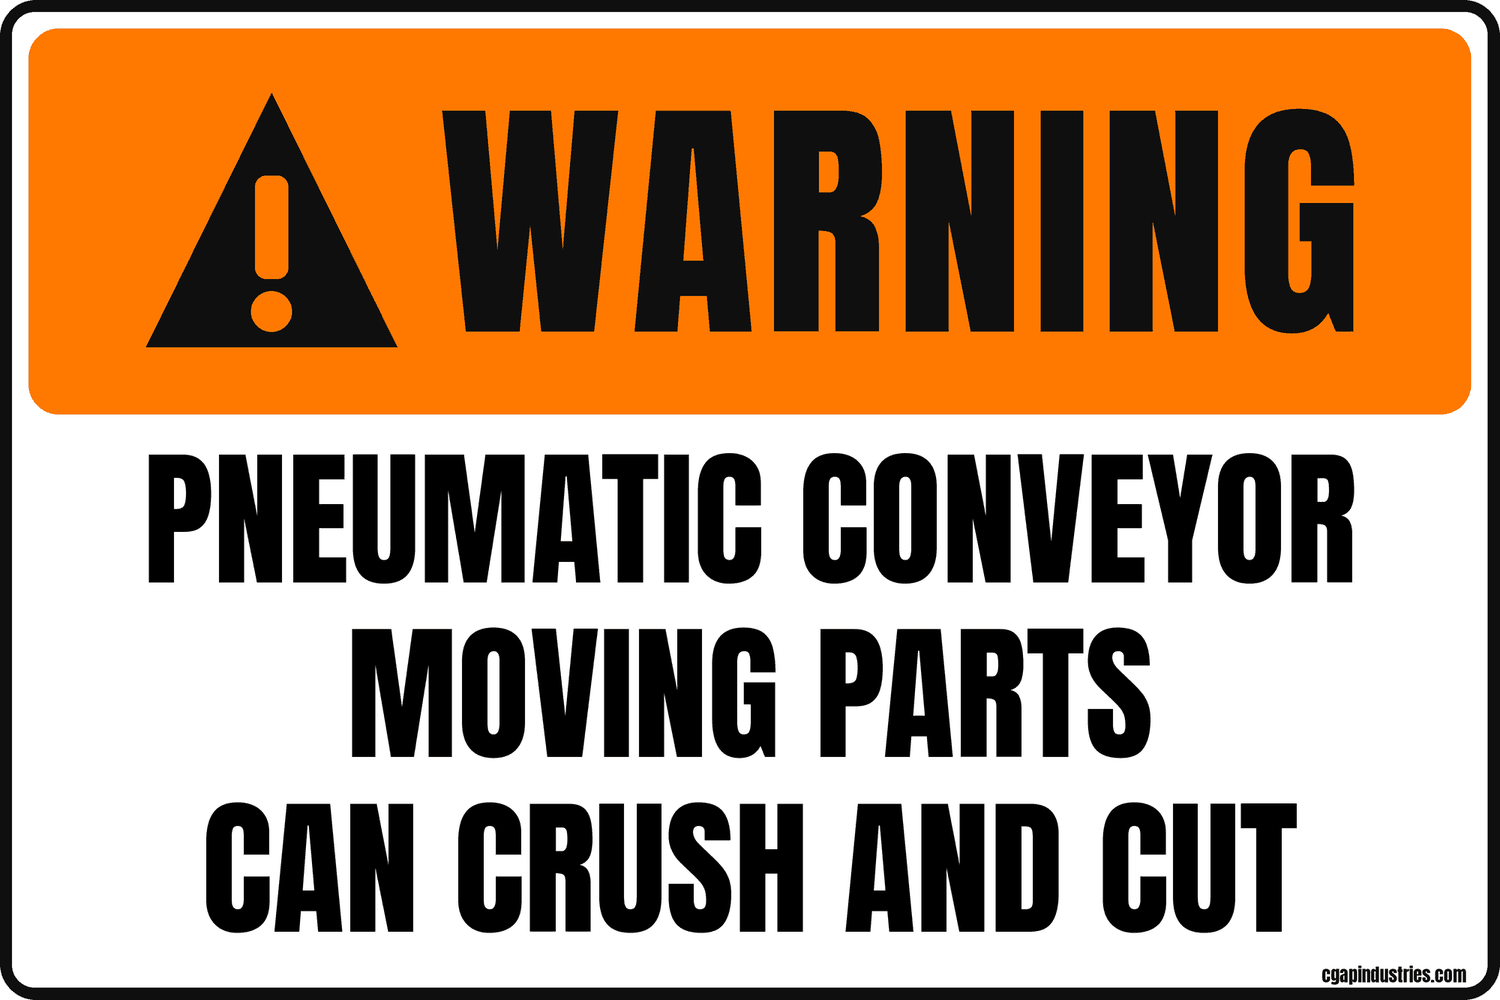 WARNING
PNEUMATIC CONVEYOR
MOVING PARTS
CAN CRUSH AND CUT
cgapindustries.com